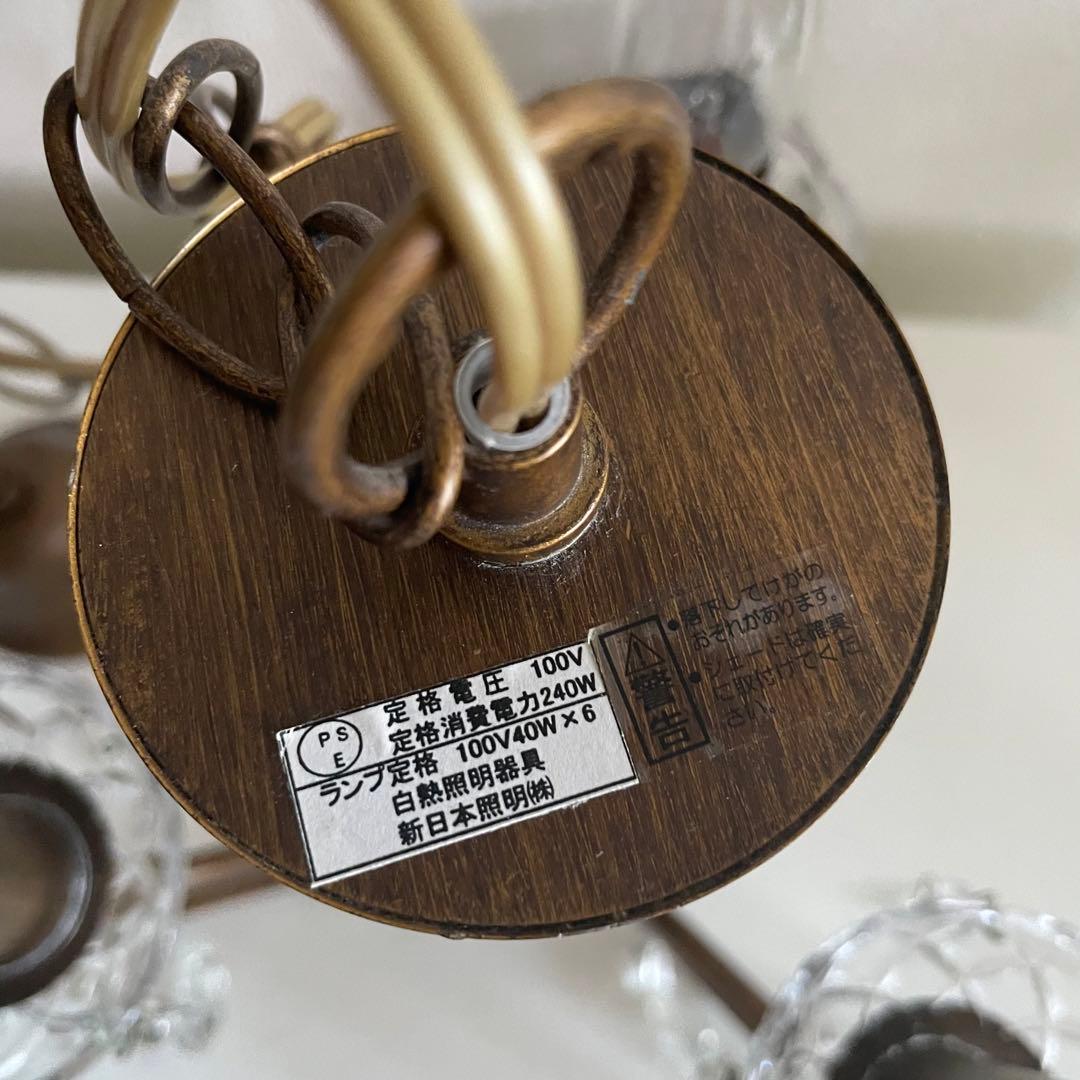 PS
E
定格電圧 100V
定格消費電力240W
ランプ定格 100V40W×6
白熱照明器具
新日本照明㈱
警告
●落下してけがの
おそれがあります。
●シェードは確実
に取付けてくだ
さい。